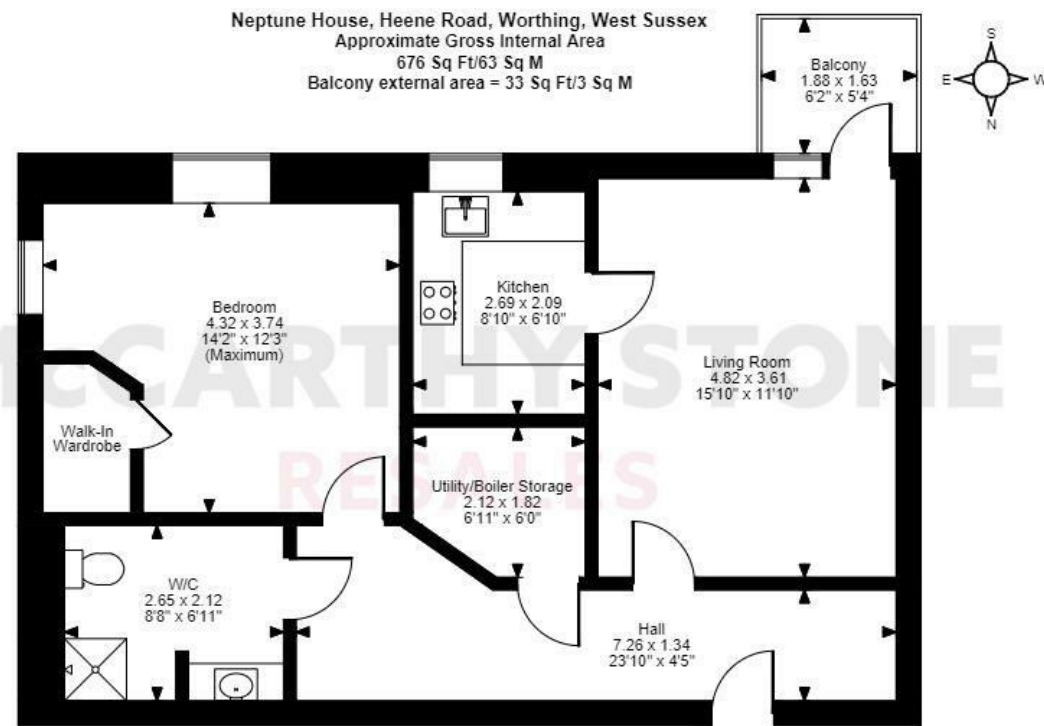 Neptune House, Heene Road, Worthing, West Sussex
Approximate Gross Internal Area
676 Sq Ft/63 Sq M
Balcony external area = 33 Sq Ft/3 Sq M
Balcony
1.88 x 1.63
6'2" x 5'4"
S
E W
N
Bedroom
4.32 x 3.74
14'2" x 12'3"
(Maximum)
Kitchen
2.69 x 2.09
8'10" x 6'10"
Living Room
4.82 x 3.61
15'10" x 11'10"
Walk-In
Wardrobe
Utility/Boiler Storage
2.12 x 1.82
6'11" x 6'0"
W/C
2.65 x 2.12
8'8" x 6'11"
Hall
7.26 x 1.34
23'10" x 4'5"
McCARTHY STONE
RESALES